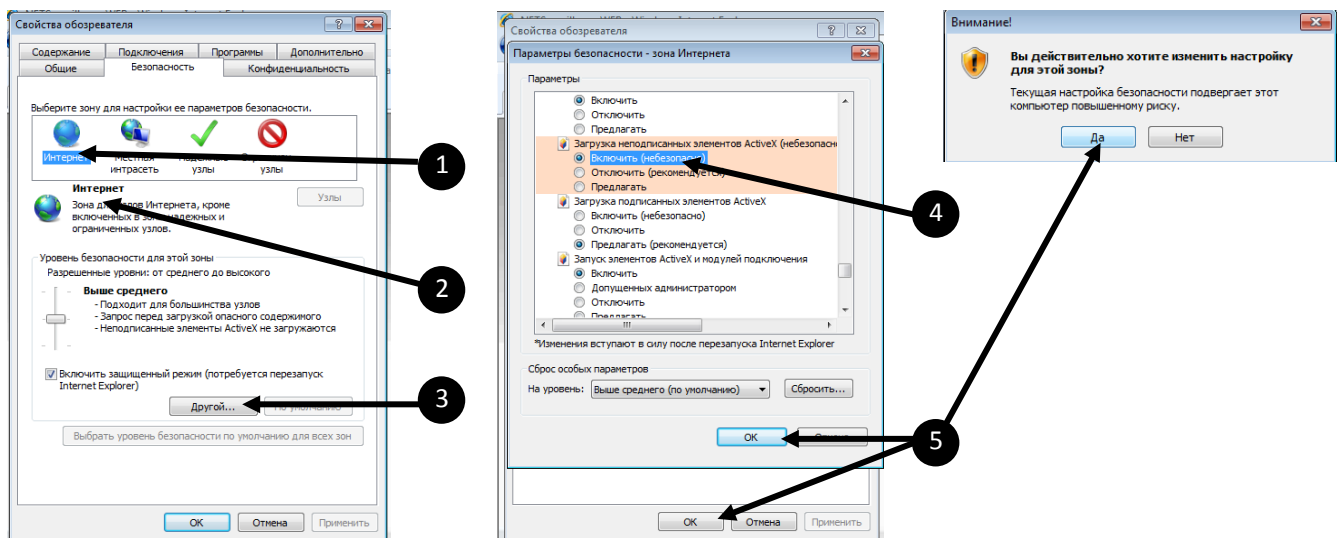 Свойства обозревателя
Содержание Подключения Программы Дополнительно
Общие Безопасность Конфиденциальность
Выберите зону для настройки ее параметров безопасности.
Интернет Местная узлы узлы
интрасеть
1
Интернет
Зона для Интернета, кроме
включенных в надежных и
ограниченных узлов.
Узлы
2
Уровень безопасности для этой зоны
Разрешенные уровни: от среднего до высокого
Выше среднего
- Подходит для большинства узлов
- Запрос перед загрузкой опасного содержимого
- Неподписанные элементы ActiveX не загружаются
Включить защищенный режим (потребуется перезапуск
Internet Explorer)
Другой... По умолчанию
3
Выбрать уровень безопасности по умолчанию для всех зон
ОК Отмена Применить
Свойства обозревателя
Параметры безопасности - зона Интернета
Параметры
Включить
Отключить
Предлагать
Загрузка неподписанных элементов ActiveX
Включить (небезопасно)
Отключить (рекомендуется)
Предлагать
Загрузка подписанных элементов ActiveX
Включить (небезопасно)
Отключить
Предлагать (рекомендуется)
Запуск элементов ActiveX и модулей подключения
Включить
Допущенных администратором
Отключить
Предлагать
4
*Изменения вступают в силу после перезапуска Internet Explorer
Сброс особых параметров
На уровень: Выше среднего (по умолчанию) Сбросить...
ОК Отмена
5
ОК Отмена Применить
Внимание!
Вы действительно хотите изменить настройку
для этой зоны?
Текущая настройка безопасности подвергает этот
компьютер повышенному риску.
Да Нет